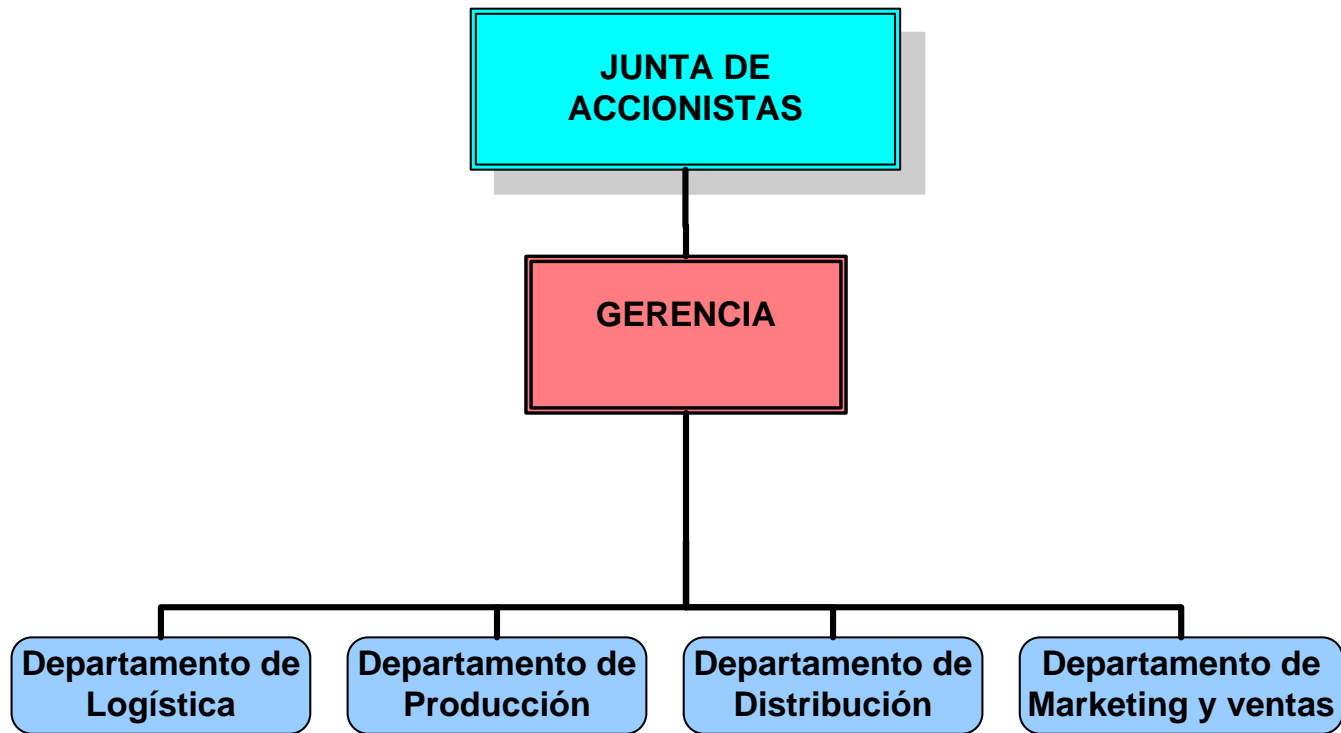 JUNTA DE
ACCIONISTAS
GERENCIA
Departamento de
Logística
Departamento de
Producción
Departamento de
Distribución
Departamento de
Marketing y ventas